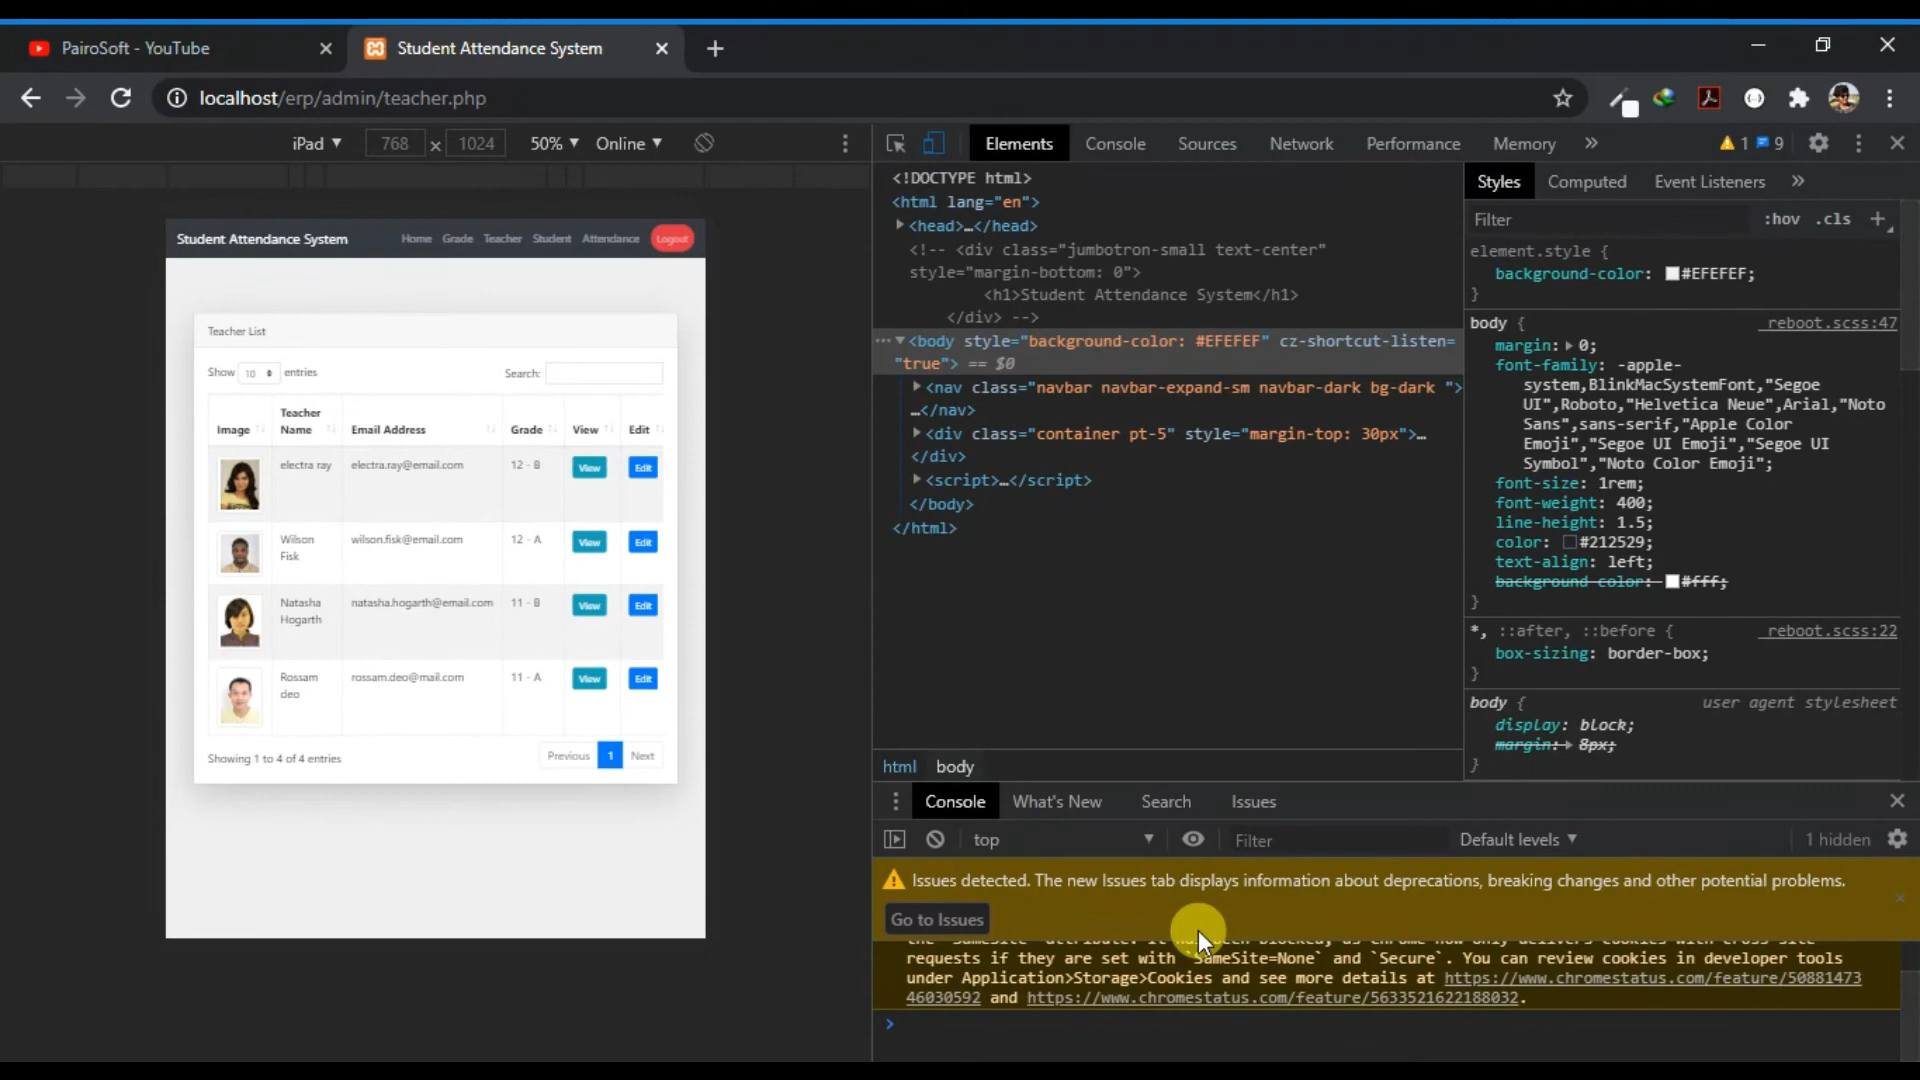 PairoSoft - YouTube
Student Attendance System
localhost/erp/admin/teacher.php
iPad 768 × 1024 50% Online
Elements Console Sources Network Performance Memory » 1 9
Student Attendance System Home Grade Teacher Student Attendance Logout
Teacher List
Show 10 entries Search:
Image Teacher Name Email Address Grade View Edit
electra ray electra.ray@email.com 12 - B View Edit
Wilson Fisk wilson.fisk@email.com 12 - A View Edit
Natasha Hogarth natasha.hogarth@email.com 11 - B View Edit
Rossam deo rossam.deo@mail.com 11 - A View Edit
Showing 1 to 4 of 4 entries Previous 1 Next
<!DOCTYPE html>
<html lang="en">
<head>…</head>
<!-- <div class="jumbotron-small text-center"
style="margin-bottom: 0">
<h1>Student Attendance System</h1>
</div> -->
<body style="background-color: #EFEFEF" cz-shortcut-listen=
"true"> == $0
<nav class="navbar navbar-expand-sm navbar-dark bg-dark ">
…</nav>
<div class="container pt-5" style="margin-top: 30px">…
</div>
<script>…</script>
</body>
</html>
html body
Styles Computed Event Listeners »
Filter :hov .cls +
element.style {
background-color: #EFEFEF;
}
body { _reboot.scss:47
margin: 0;
font-family: -apple-
system,BlinkMacSystemFont,"Segoe
UI",Roboto,"Helvetica Neue",Arial,"Noto
Sans",sans-serif,"Apple Color
Emoji","Segoe UI Emoji","Segoe UI
Symbol","Noto Color Emoji";
font-size: 1rem;
font-weight: 400;
line-height: 1.5;
color: #212529;
text-align: left;
background-color: #fff;
}
*, ::after, ::before { _reboot.scss:22
box-sizing: border-box;
}
body { user agent stylesheet
display: block;
margin: 8px;
}
Console What's New Search Issues
top Filter Default levels 1 hidden
Issues detected. The new Issues tab displays information about deprecations, breaking changes and other potential problems.
Go to Issues
requests if they are set with `SameSite=None` and `Secure`. You can review cookies in developer tools
under Application>Storage>Cookies and see more details at https://www.chromestatus.com/feature/50881473
46030592 and https://www.chromestatus.com/feature/5633521622188032.